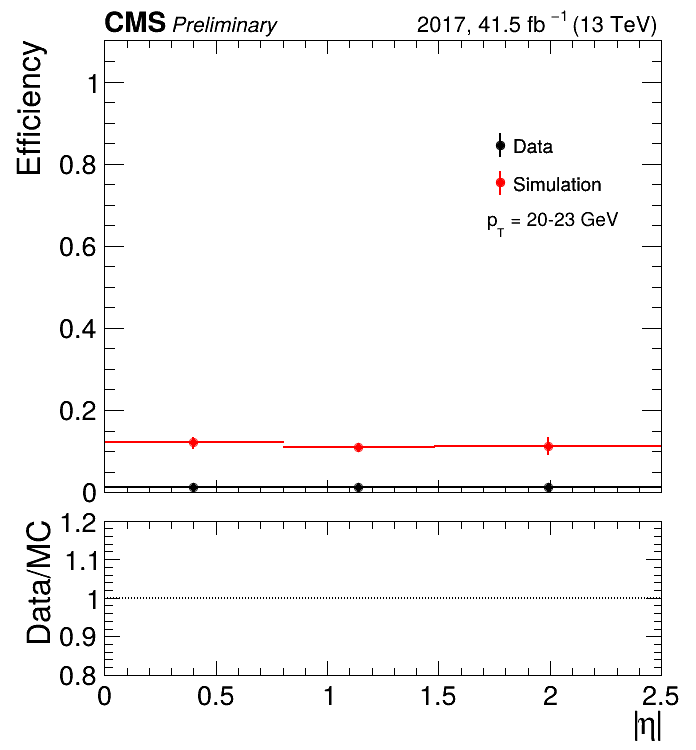 CMS Preliminary 2017, 41.5 fb⁻¹ (13 TeV)
Efficiency
1
0.8
0.6
0.4
0.2
0
Data
Simulation
p_T = 20-23 GeV
Data/MC
1.2
1.1
1
0.9
0.8
0 0.5 1 1.5 2 2.5
|η|